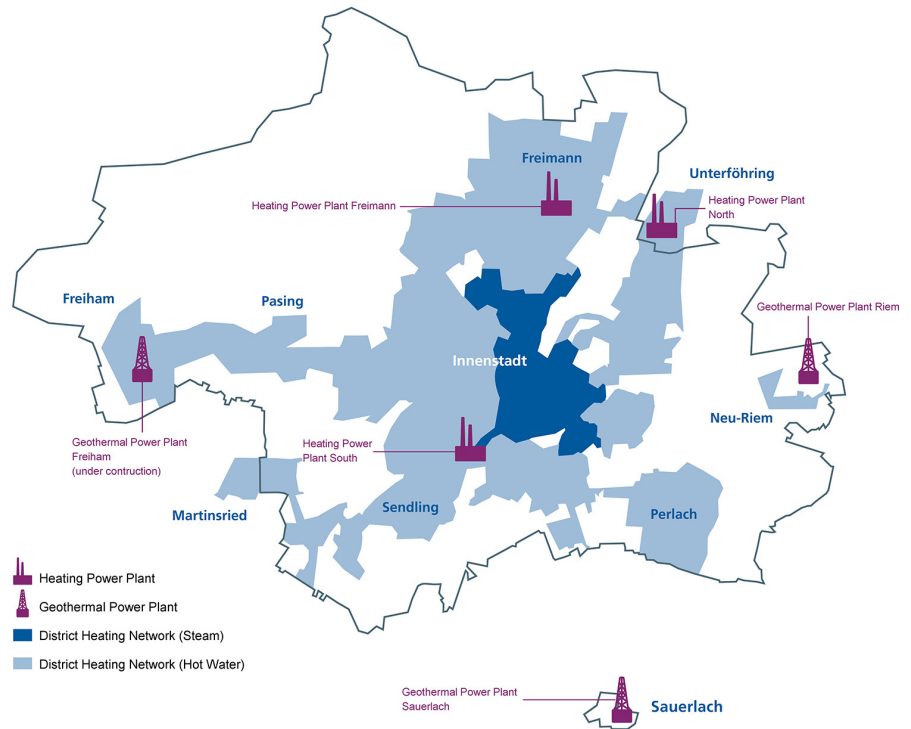 Freimann
Unterföhring
Heating Power Plant Freimann
Heating Power Plant
North
Freiham
Pasing
Geothermal Power Plant Riem
Innenstadt
Neu-Riem
Geothermal Power Plant
Freiham
(under contruction)
Heating Power
Plant South
Martinsried
Sendling
Perlach
Heating Power Plant
Geothermal Power Plant
District Heating Network (Steam)
District Heating Network (Hot Water)
Geothermal Power Plant
Sauerlach
Sauerlach